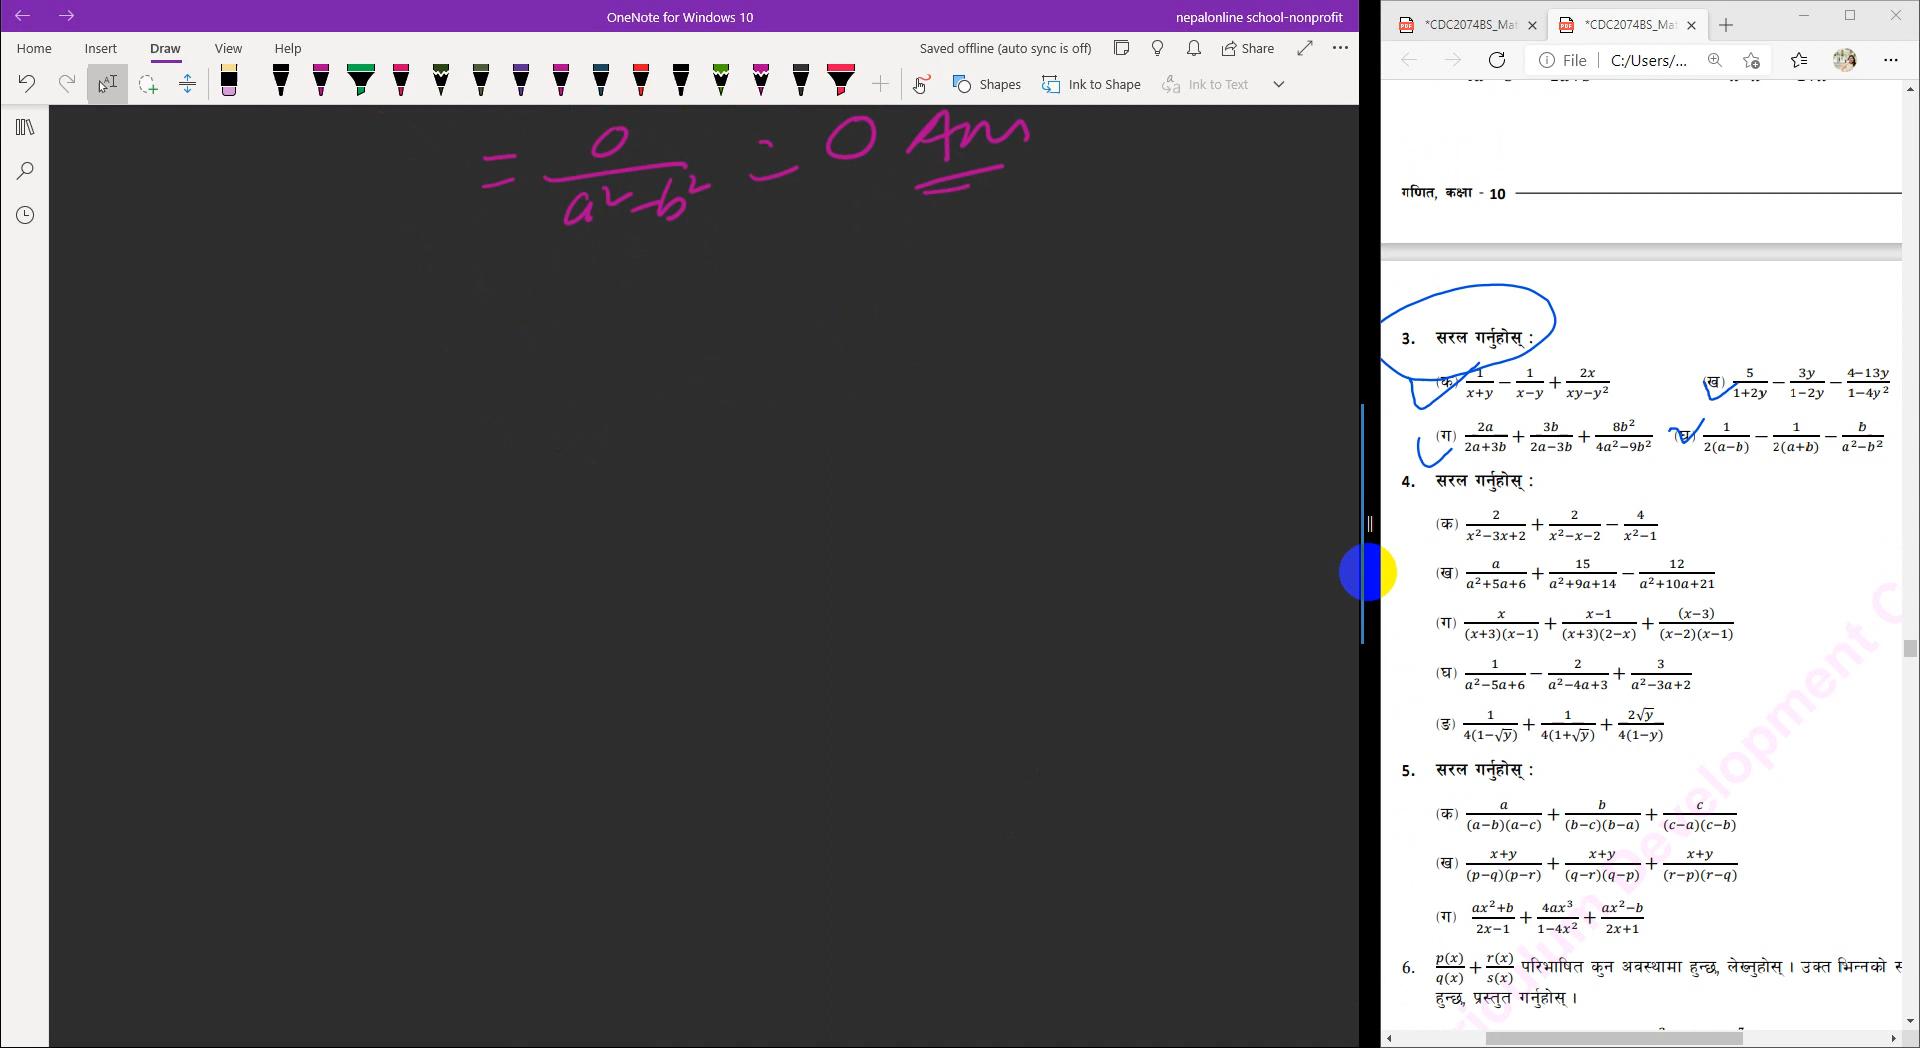 OneNote for Windows 10
nepalonline school-nonprofit
Home Insert Draw View Help
Saved offline (auto sync is off) Share
Shapes Ink to Shape Ink to Text
= 0/(a²-b²) = 0 Ans
*CDC2074BS_Mat *CDC2074BS_Mat
File C:/Users/...
गणित, कक्षा - 10
3. सरल गर्नुहोस् :
(क) 1/(x+y) − 1/(x−y) + 2x/(xy−y²) (ख) 5/(1+2y) − 3y/(1−2y) − (4−13y)/(1−4y²)
(ग) 2a/(2a+3b) + 3b/(2a−3b) + 8b²/(4a²−9b²) (घ) 1/(2(a−b)) − 1/(2(a+b)) − b/(a²−b²)
4. सरल गर्नुहोस् :
(क) 2/(x²−3x+2) + 2/(x²−x−2) − 4/(x²−1)
(ख) a/(a²+5a+6) + 15/(a²+9a+14) − 12/(a²+10a+21)
(ग) x/((x+3)(x−1)) + (x−1)/((x+3)(2−x)) + (x−3)/((x−2)(x−1))
(घ) 1/(a²−5a+6) − 2/(a²−4a+3) + 3/(a²−3a+2)
(ङ) 1/(4(1−√y)) + 1/(4(1+√y)) + 2√y/(4(1−y))
5. सरल गर्नुहोस् :
(क) a/((a−b)(a−c)) + b/((b−c)(b−a)) + c/((c−a)(c−b))
(ख) (x+y)/((p−q)(p−r)) + (x+y)/((q−r)(q−p)) + (x+y)/((r−p)(r−q))
(ग) (ax²+b)/(2x−1) + 4ax³/(1−4x²) + (ax²−b)/(2x+1)
6. p(x)/q(x) + r(x)/s(x) परिभाषित कुन अवस्थामा हुन्छ, लेख्नुहोस् । उक्त भिन्नको
हुन्छ, प्रस्तुत गर्नुहोस् ।
Development C